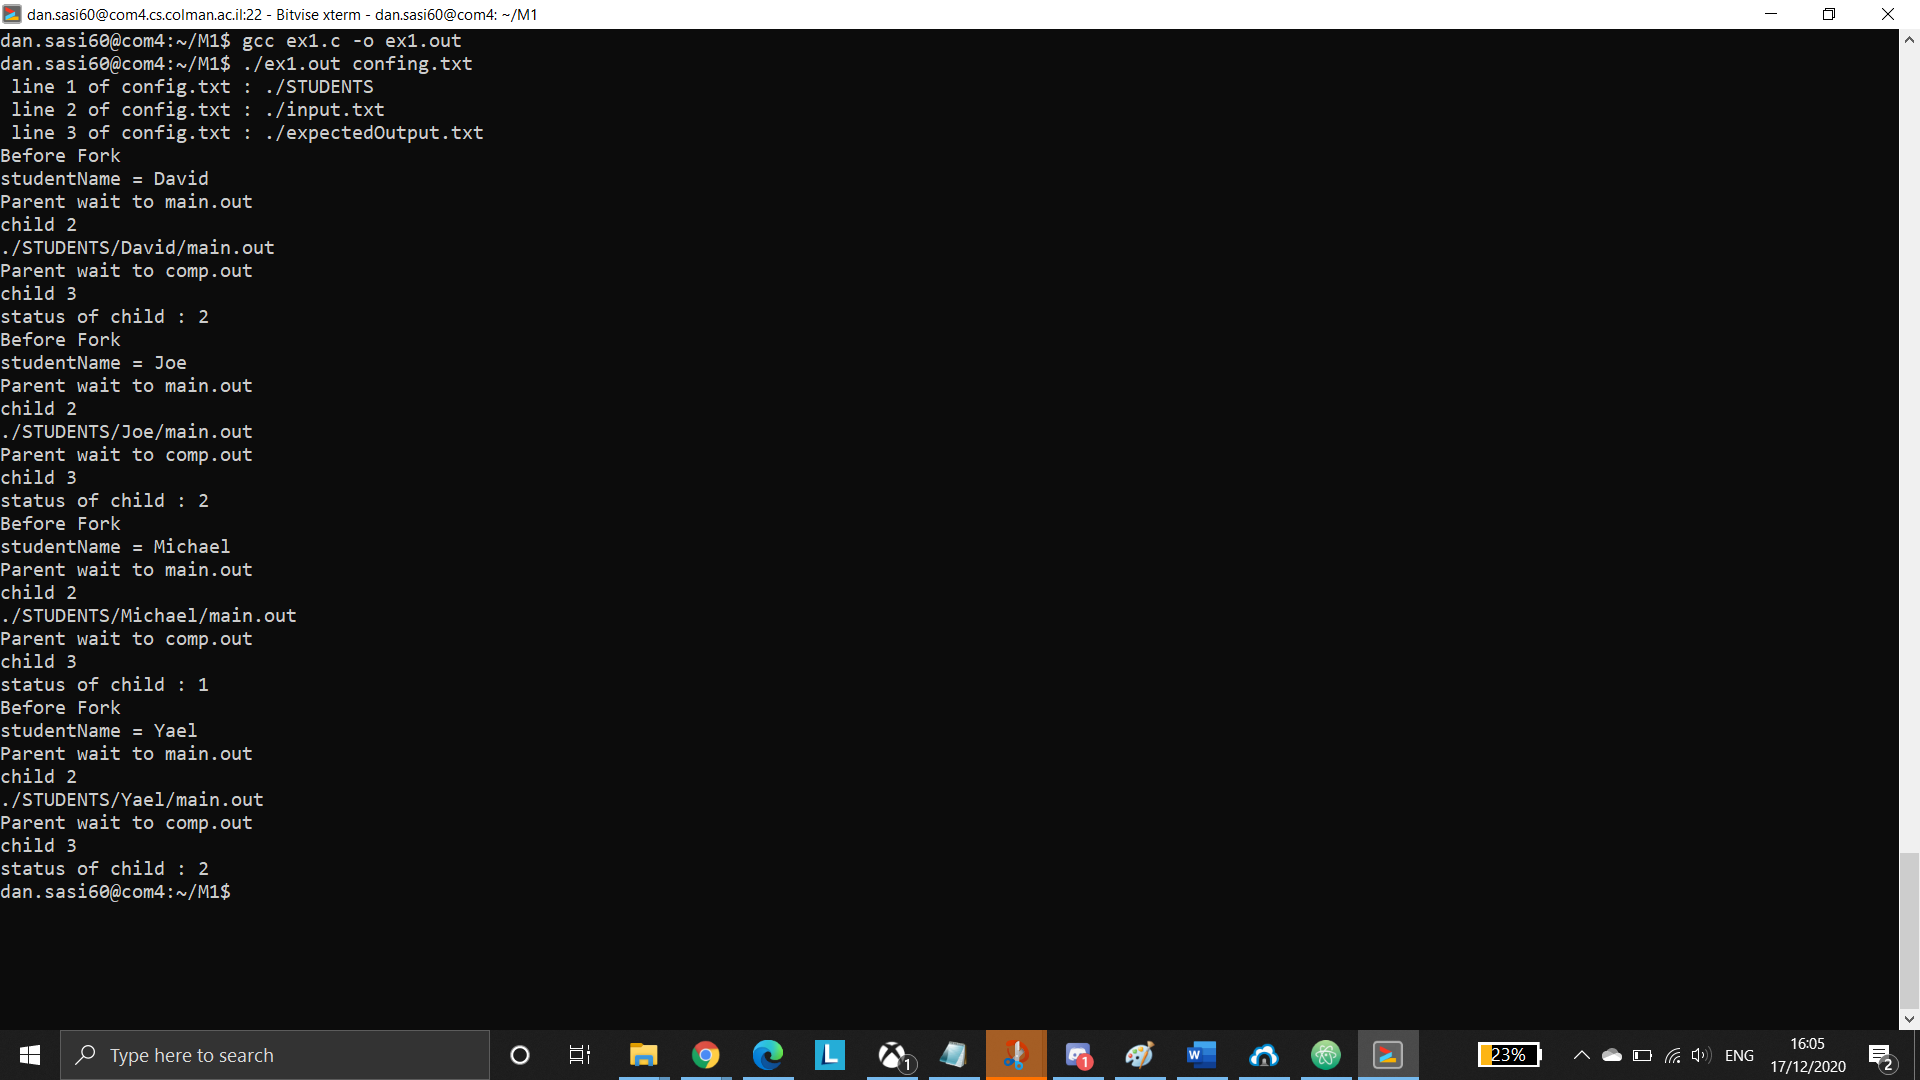 dan.sasi60@com4.cs.colman.ac.il:22 - Bitvise xterm - dan.sasi60@com4: ~/M1
dan.sasi60@com4:~/M1$ gcc ex1.c -o ex1.out
dan.sasi60@com4:~/M1$ ./ex1.out confing.txt
line 1 of config.txt : ./STUDENTS
line 2 of config.txt : ./input.txt
line 3 of config.txt : ./expectedOutput.txt
Before Fork
studentName = David
Parent wait to main.out
child 2
./STUDENTS/David/main.out
Parent wait to comp.out
child 3
status of child : 2
Before Fork
studentName = Joe
Parent wait to main.out
child 2
./STUDENTS/Joe/main.out
Parent wait to comp.out
child 3
status of child : 2
Before Fork
studentName = Michael
Parent wait to main.out
child 2
./STUDENTS/Michael/main.out
Parent wait to comp.out
child 3
status of child : 1
Before Fork
studentName = Yael
Parent wait to main.out
child 2
./STUDENTS/Yael/main.out
Parent wait to comp.out
child 3
status of child : 2
dan.sasi60@com4:~/M1$
Type here to search
L
1
1
W
23%
ENG
16:05
17/12/2020
2